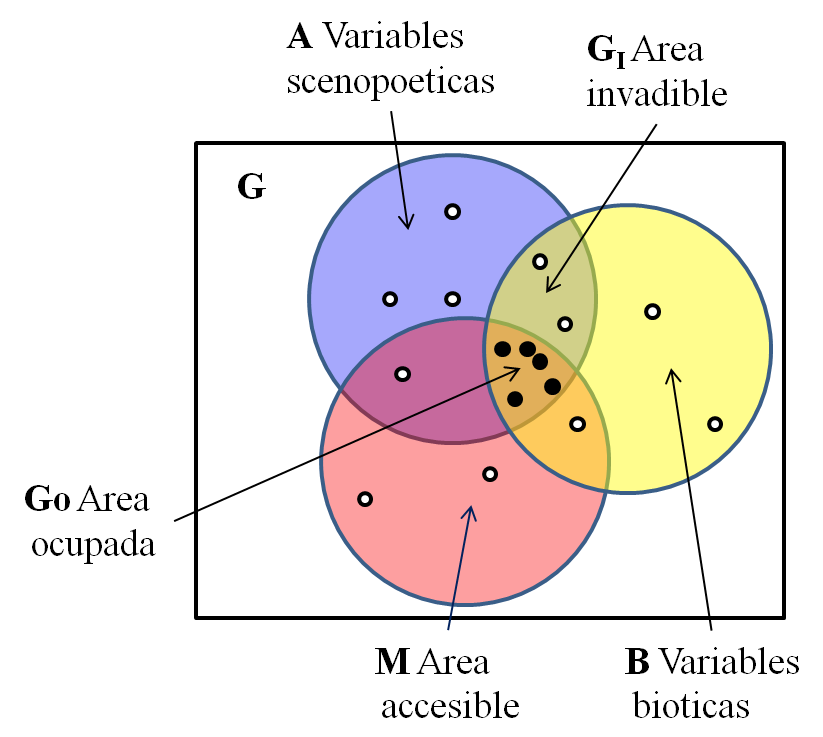 A Variables
scenopoeticas
GI Area
invadible
G
Go Area
ocupada
M Area
accesible
B Variables
bioticas